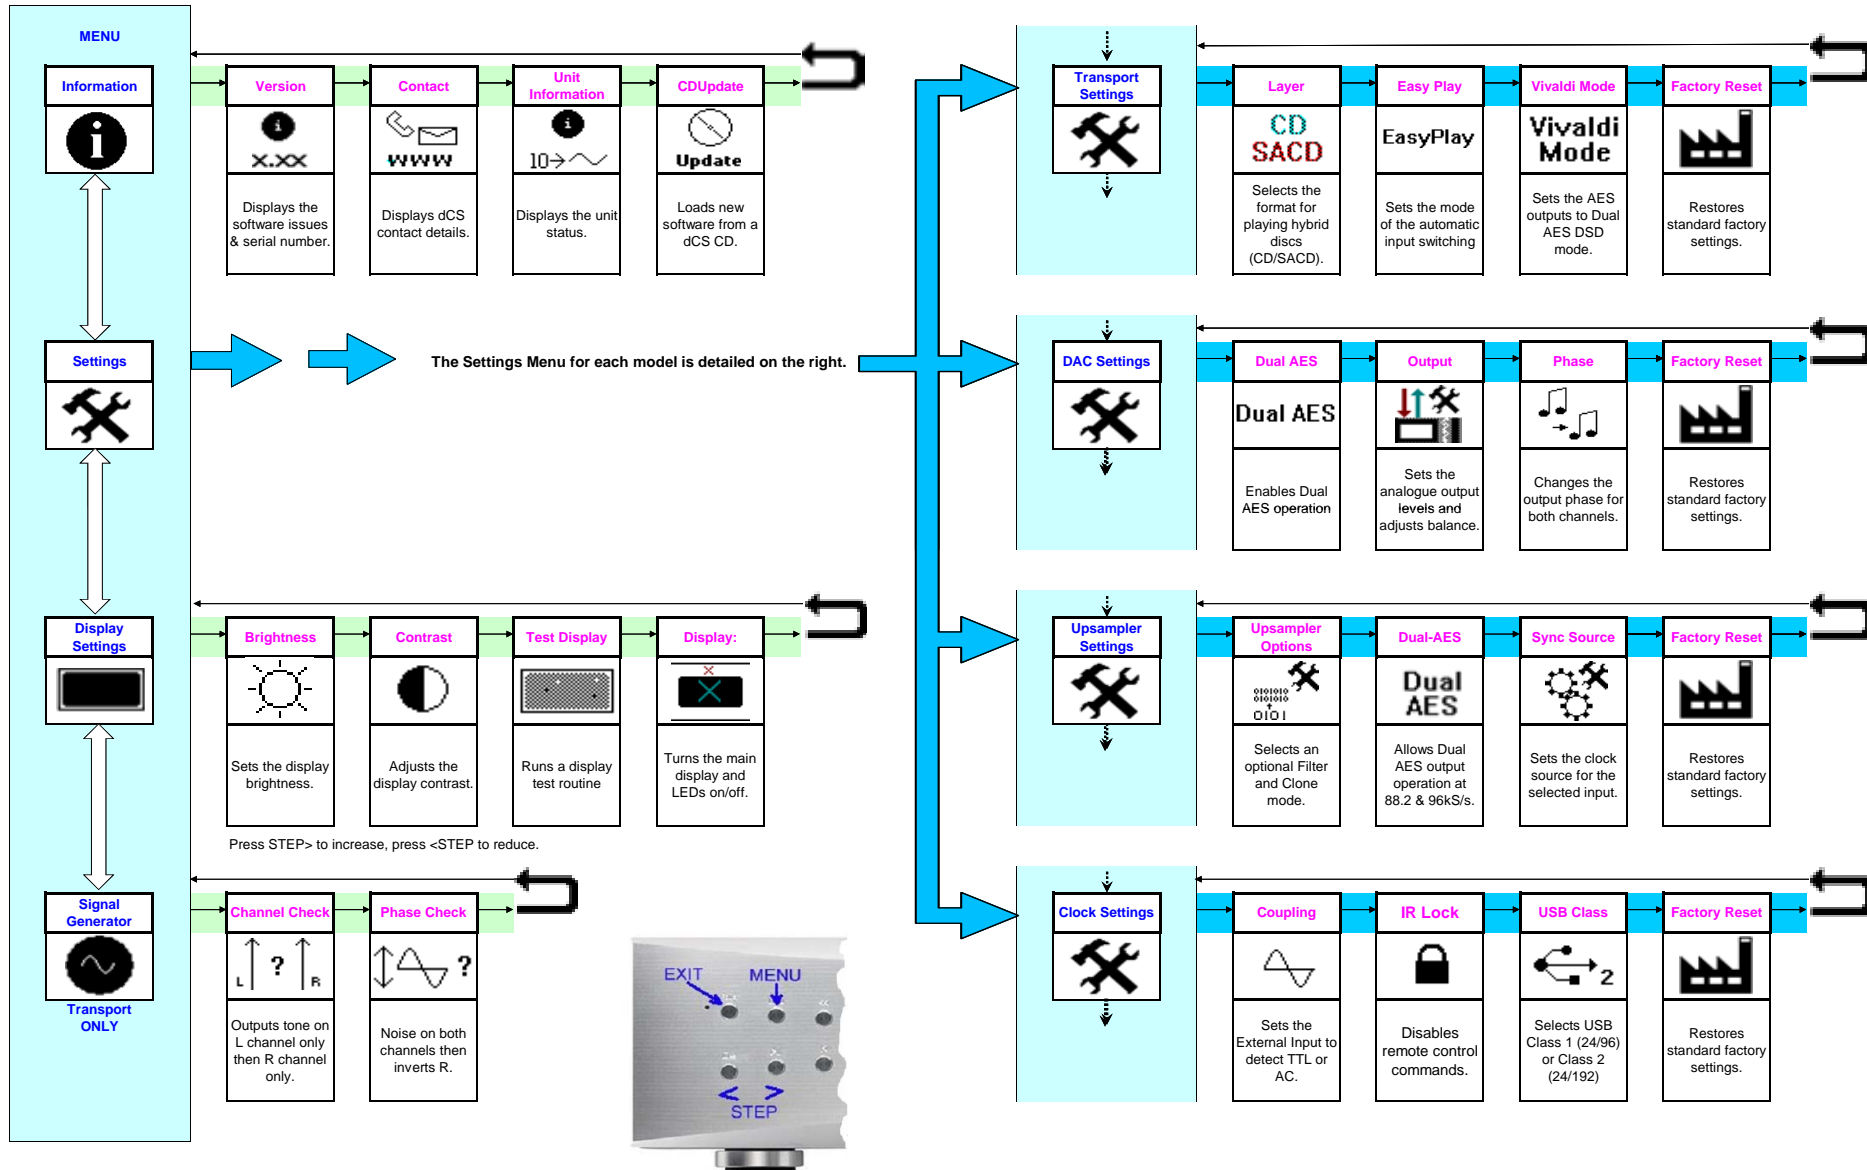 MENU
Information
Version
Contact
Unit
Information
CDUpdate
i
i
X.XX
www
i
10→
Update
Displays the
software issues
& serial number.
Displays dCS
contact details.
Displays the unit
status.
Loads new
software from a
dCS CD.
Settings
The Settings Menu for each model is detailed on the right.
Display
Settings
Brightness
Contrast
Test Display
Display:
Sets the display
brightness.
Adjusts the
display contrast.
Runs a display
test routine
Turns the main
display and
LEDs on/off.
Press STEP> to increase, press <STEP to reduce.
Signal
Generator
Transport
ONLY
Channel Check
Phase Check
L ? R
?
Outputs tone on
L channel only
then R channel
only.
Noise on both
channels then
inverts R.
EXIT MENU
< >
STEP
Transport
Settings
Layer
Easy Play
Vivaldi Mode
Factory Reset
CD
SACD
EasyPlay
Vivaldi
Mode
Selects the
format for
playing hybrid
discs
(CD/SACD).
Sets the mode
of the automatic
input switching
Sets the AES
outputs to Dual
AES DSD
mode.
Restores
standard factory
settings.
DAC Settings
Dual AES
Output
Phase
Factory Reset
Dual AES
Enables Dual
AES operation
Sets the
analogue output
levels and
adjusts balance.
Changes the
output phase for
both channels.
Restores
standard factory
settings.
Upsampler
Settings
Upsampler
Options
Dual-AES
Sync Source
Factory Reset
010101
010101
0101
Dual
AES
Selects an
optional Filter
and Clone
mode.
Allows Dual
AES output
operation at
88.2 & 96kS/s.
Sets the clock
source for the
selected input.
Restores
standard factory
settings.
Clock Settings
Coupling
IR Lock
USB Class
Factory Reset
2
Sets the
External Input to
detect TTL or
AC.
Disables
remote control
commands.
Selects USB
Class 1 (24/96)
or Class 2
(24/192)
Restores
standard factory
settings.